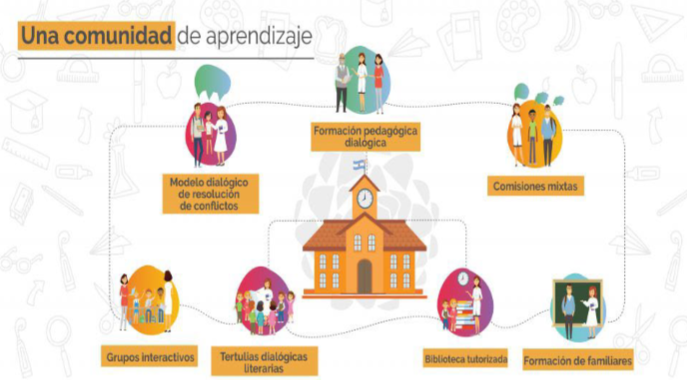 Una comunidad de aprendizaje
Formación pedagógica
dialógica
Modelo dialógico
de resolución
de conflictos
Comisiones mixtas
Grupos interactivos
Tertulias dialógicas
literarias
Biblioteca tutorizada
Formación de familiares